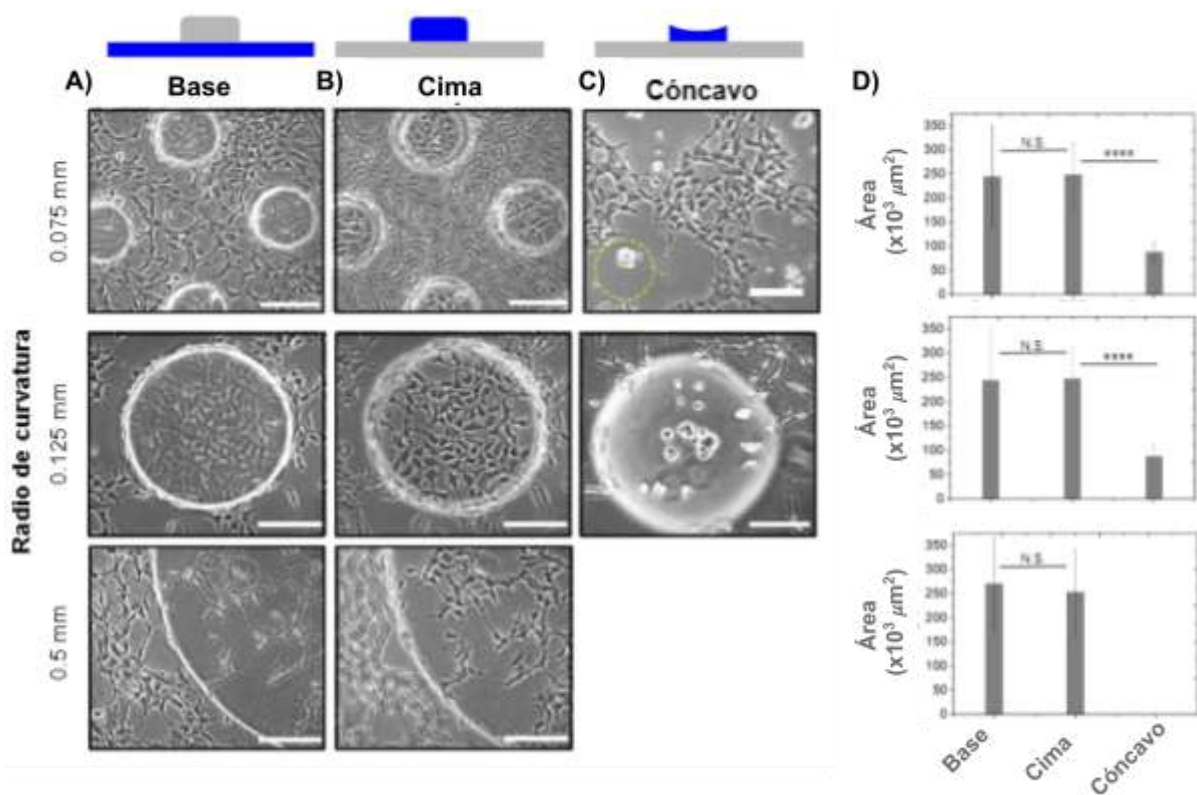 A) Base
B) Cima
C) Cóncavo
D)
Radio de curvatura
0.075 mm
0.125 mm
0.5 mm
Área
(x10³ µm²)
350
300
250
200
150
100
50
0
N.S
****
Área
(x10³ µm²)
350
300
250
200
150
100
50
0
N.S
****
Área
(x10³ µm²)
350
300
250
200
150
100
50
0
N.S
Base
Cima
Cóncavo